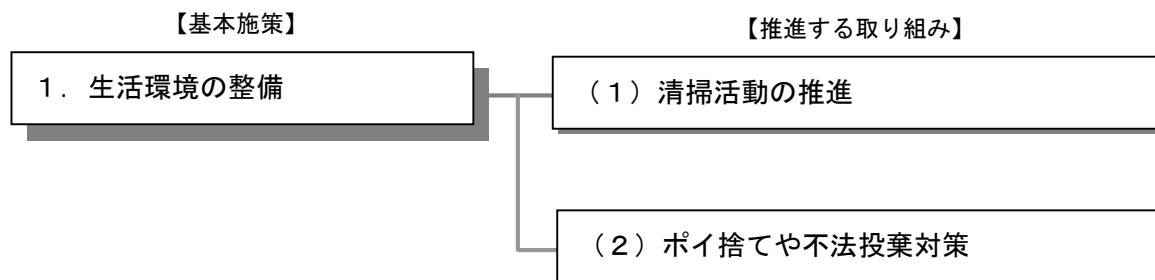 【基本施策】
【推進する取り組み】
１．生活環境の整備
（１）清掃活動の推進
（２）ポイ捨てや不法投棄対策